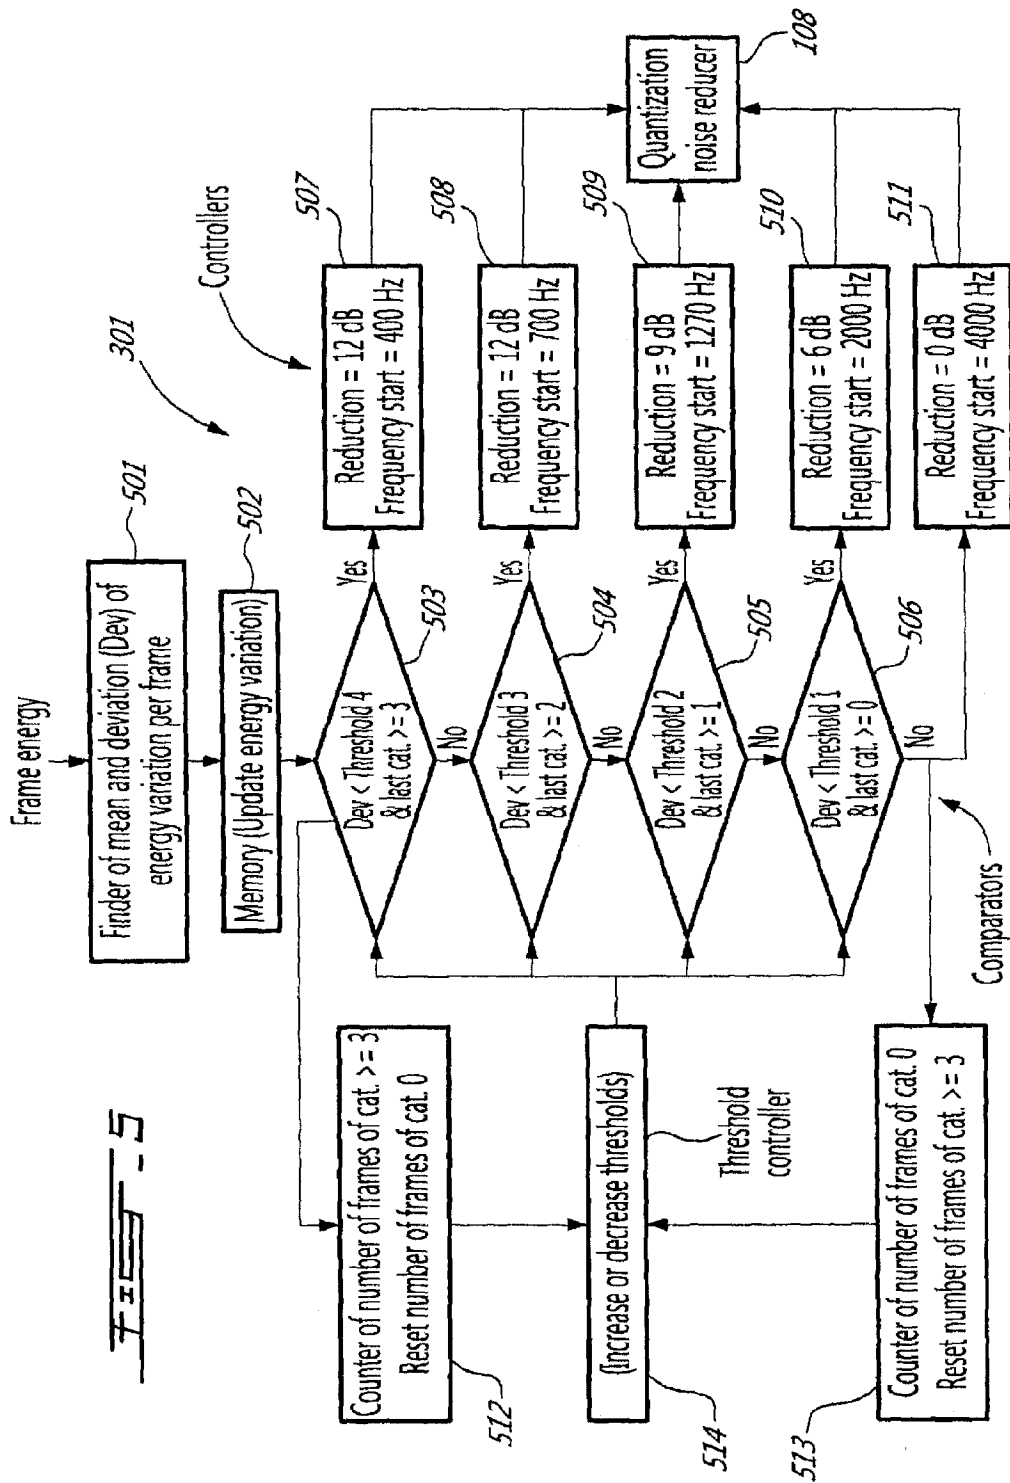 Frame energy
Finder of mean and deviation (Dev) of
energy variation per frame
501
301
Memory (Update energy variation)
502
Controllers
Counter of number of frames of cat. >= 3
Reset number of frames of cat. 0
512
Dev < Threshold 4
& last cat. >= 3
503
Yes
No
Reduction = 12 dB
Frequency start = 400 Hz
507
Dev < Threshold 3
& last cat. >= 2
504
Yes
No
Reduction = 12 dB
Frequency start = 700 Hz
508
(Increase or decrease thresholds)
514
Threshold
controller
Dev < Threshold 2
& last cat. >= 1
505
Yes
No
Reduction = 9 dB
Frequency start = 1270 Hz
509
Quantization
noise reducer
108
Dev < Threshold 1
& last cat. >= 0
506
Yes
No
Reduction = 6 dB
Frequency start = 2000 Hz
510
Reduction = 0 dB
Frequency start = 4000 Hz
511
Counter of number of frames of cat. 0
Reset number of frames of cat. >= 3
513
Comparators
FIG-5